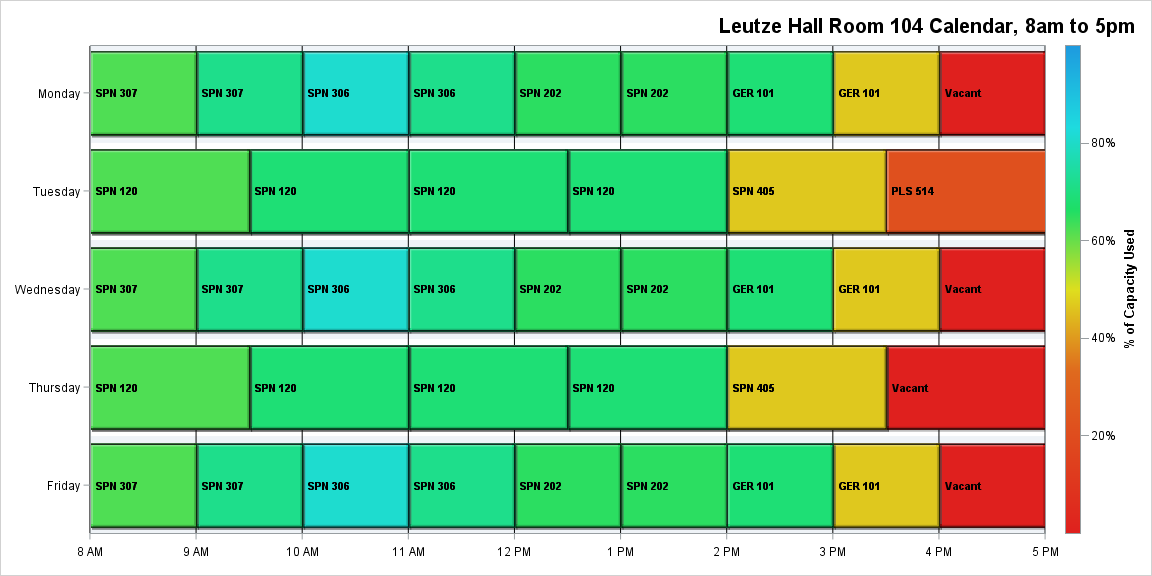 Leutze Hall Room 104 Calendar, 8am to 5pm
Monday SPN 307 SPN 307 SPN 306 SPN 306 SPN 202 SPN 202 GER 101 GER 101 Vacant
80%
Tuesday SPN 120 SPN 120 SPN 120 SPN 120 SPN 405 PLS 514
60%
% of Capacity Used
Wednesday SPN 307 SPN 307 SPN 306 SPN 306 SPN 202 SPN 202 GER 101 GER 101 Vacant
40%
Thursday SPN 120 SPN 120 SPN 120 SPN 120 SPN 405 Vacant
20%
Friday SPN 307 SPN 307 SPN 306 SPN 306 SPN 202 SPN 202 GER 101 GER 101 Vacant
8 AM 9 AM 10 AM 11 AM 12 PM 1 PM 2 PM 3 PM 4 PM 5 PM